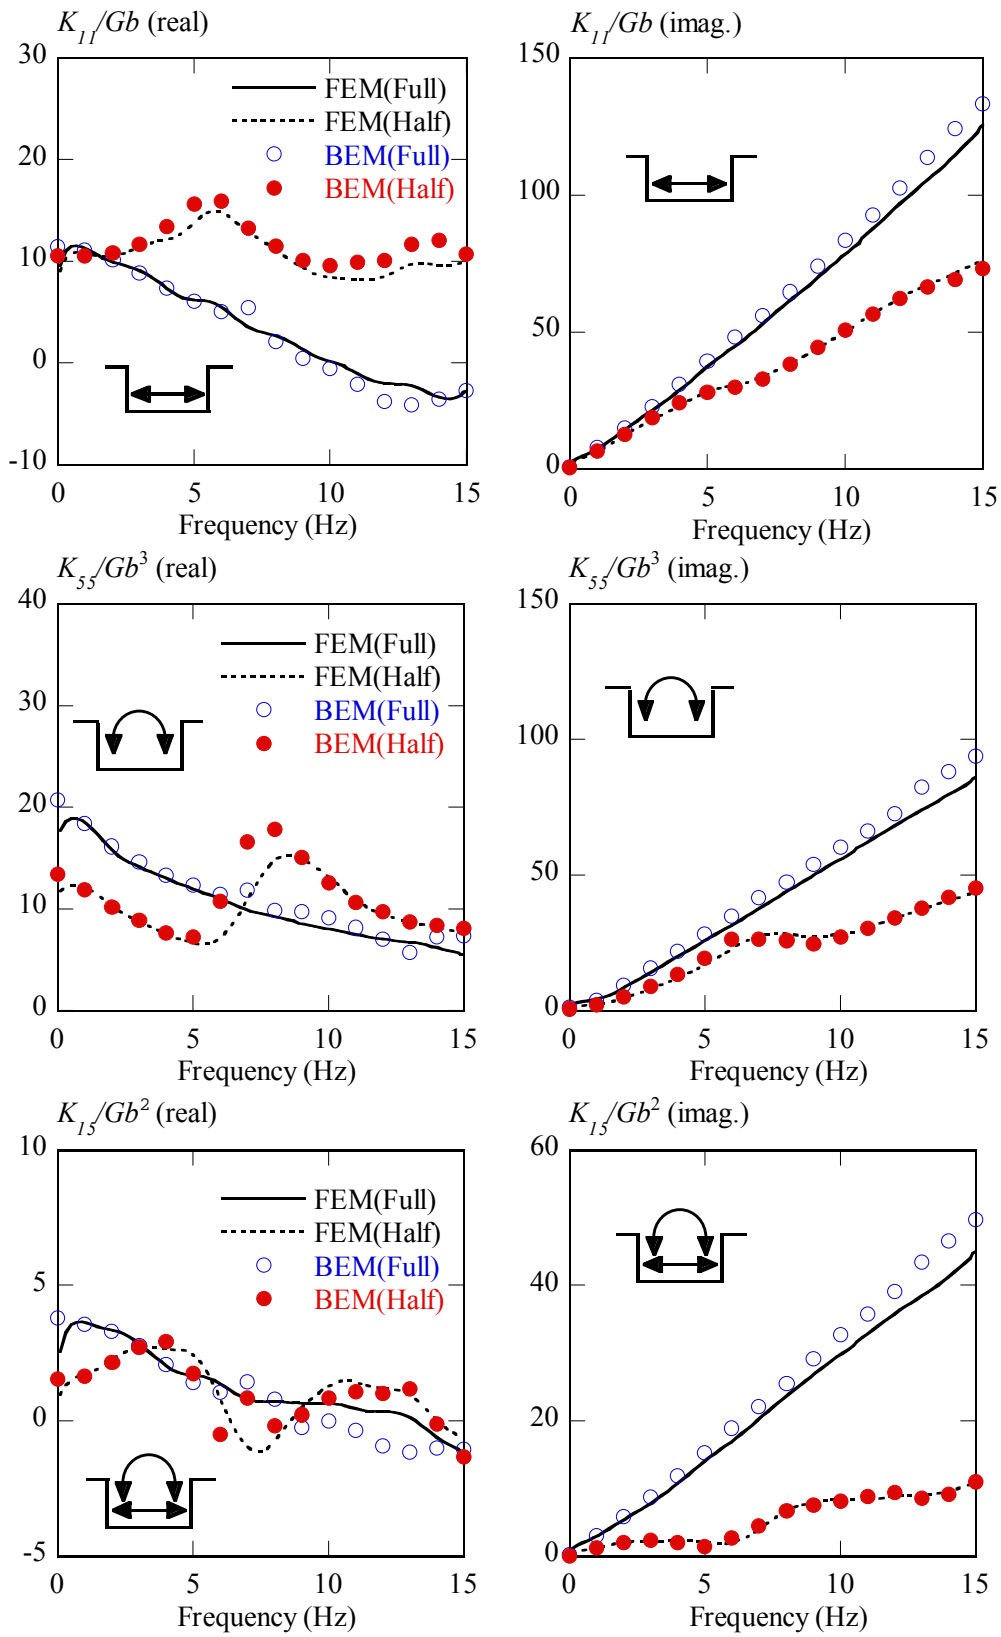 K11/Gb (real)
30
20
10
0
-10
FEM(Full)
FEM(Half)
BEM(Full)
BEM(Half)
0 5 10 15
Frequency (Hz)
K11/Gb (imag.)
150
100
50
0
0 5 10 15
Frequency (Hz)
K55/Gb3 (real)
40
30
20
10
0
FEM(Full)
FEM(Half)
BEM(Full)
BEM(Half)
0 5 10 15
Frequency (Hz)
K55/Gb3 (imag.)
150
100
50
0
0 5 10 15
Frequency (Hz)
K15/Gb2 (real)
10
5
0
-5
FEM(Full)
FEM(Half)
BEM(Full)
BEM(Half)
0 5 10 15
Frequency (Hz)
K15/Gb2 (imag.)
60
40
20
0
0 5 10 15
Frequency (Hz)